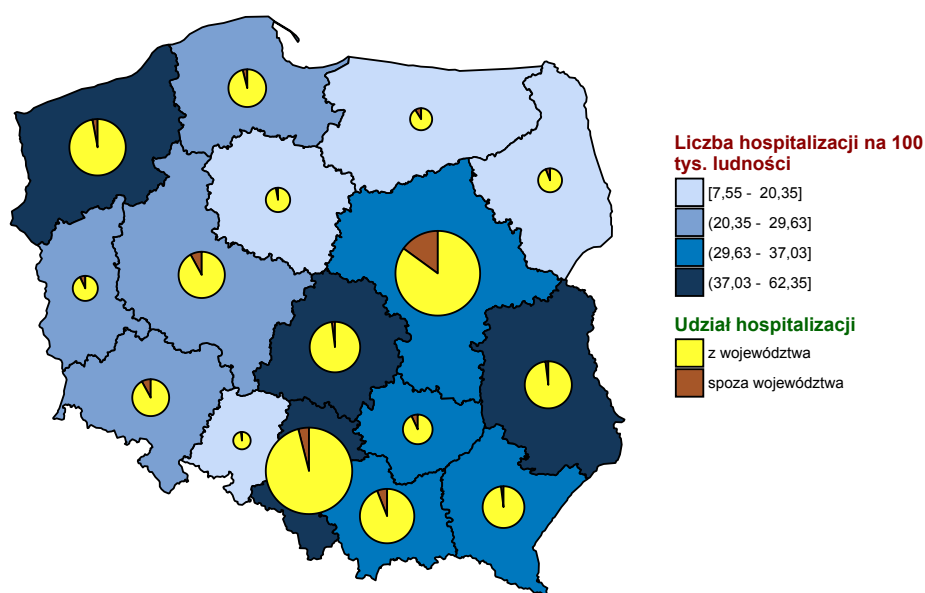 Liczba hospitalizacji na 100
tys. ludności
[7,55 - 20,35]
(20,35 - 29,63]
(29,63 - 37,03]
(37,03 - 62,35]
Udział hospitalizacji
z województwa
spoza województwa